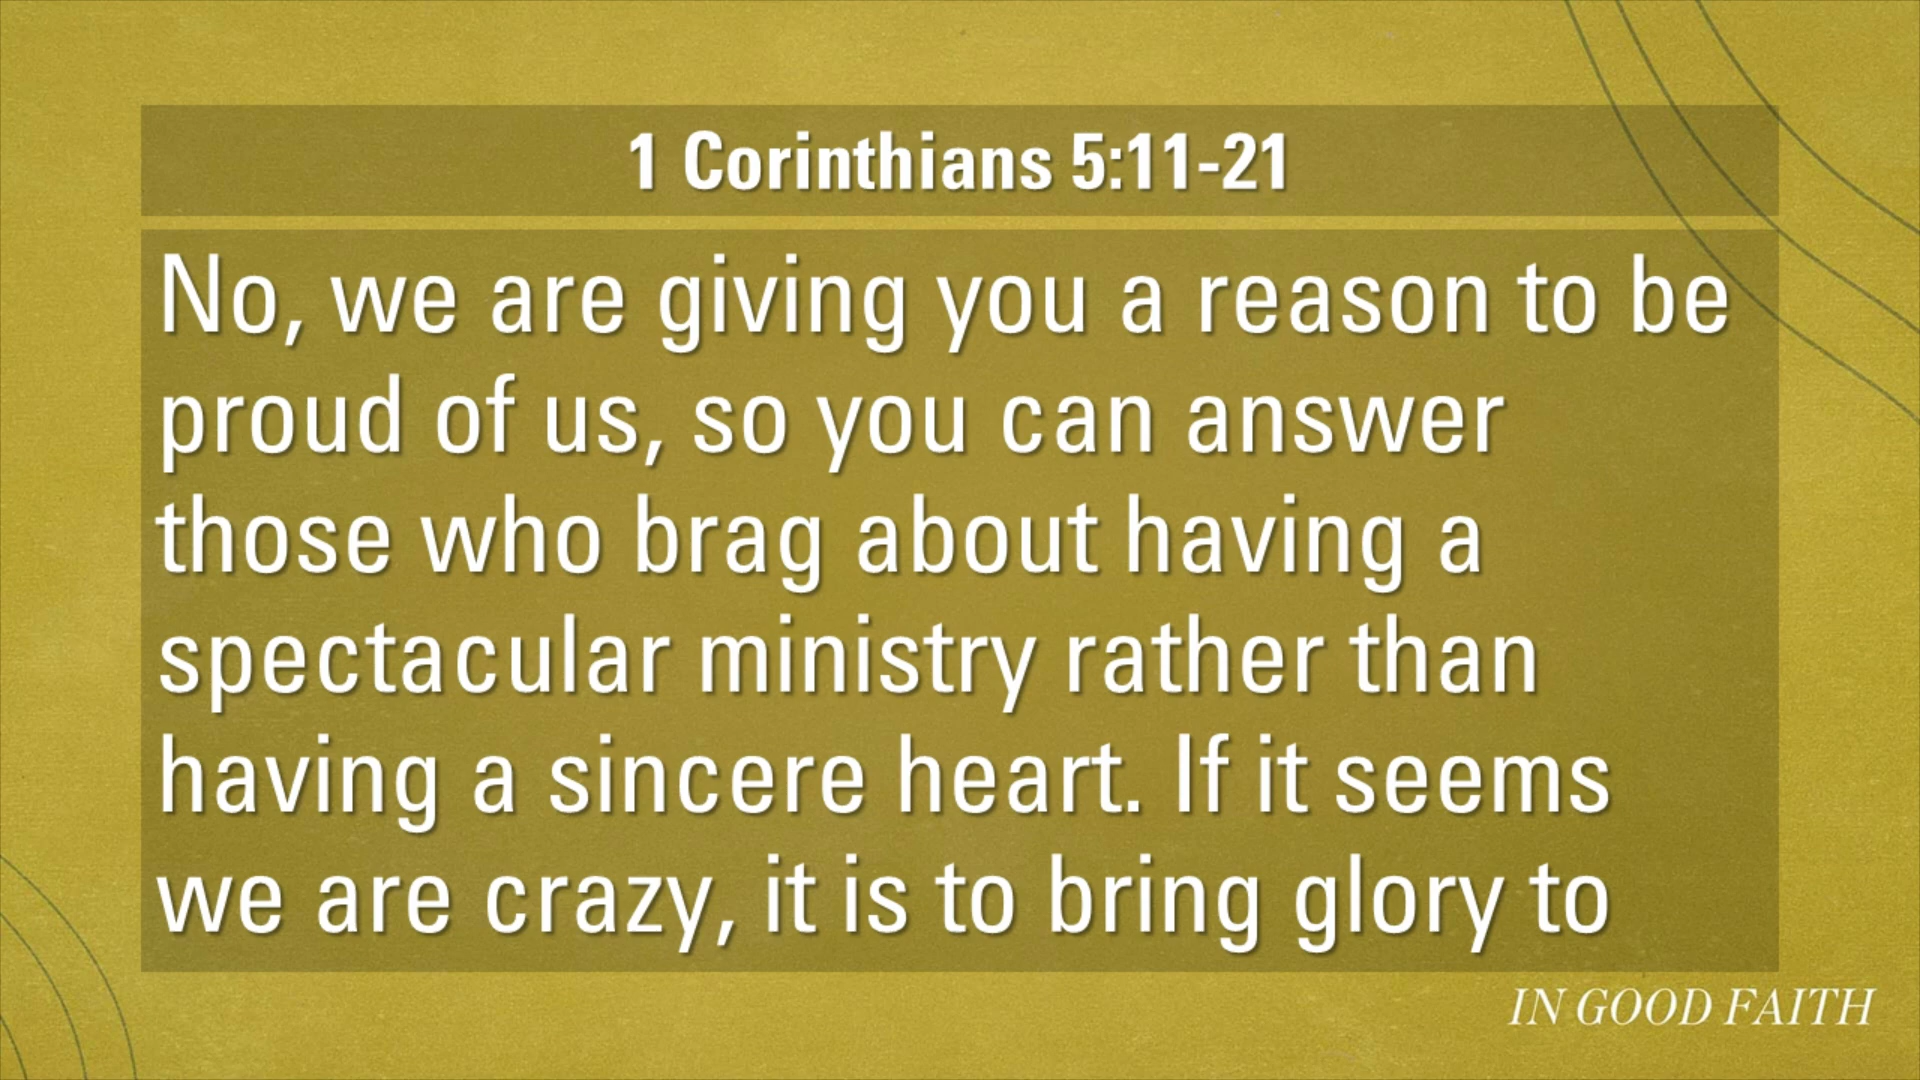 1 Corinthians 5:11-21
No, we are giving you a reason to be
proud of us, so you can answer
those who brag about having a
spectacular ministry rather than
having a sincere heart. If it seems
we are crazy, it is to bring glory to
IN GOOD FAITH